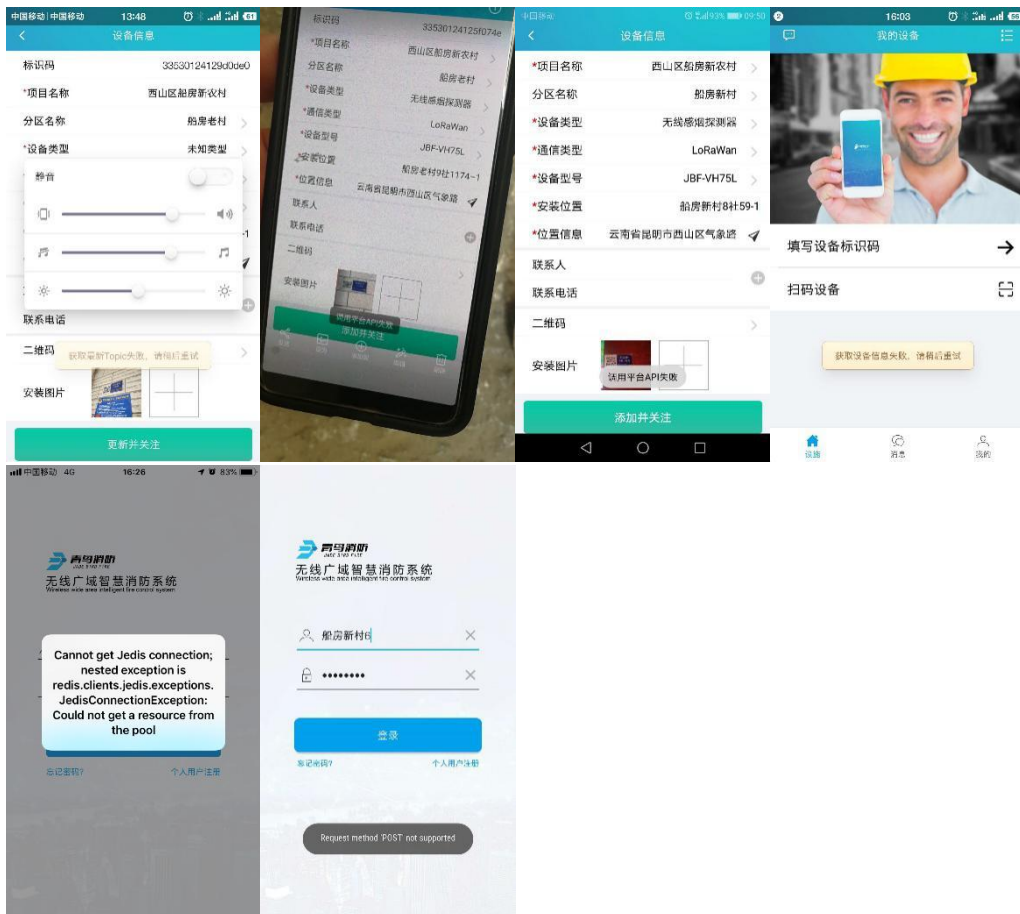 中国移动|中国移动 13:48 61
设备信息
标识码 33530124129d0de0
*项目名称 西山区船房新农村
分区名称 船房老村
*设备类型 未知类型
静音
-1
联系电话
二维码
获取最新Topic失败，请稍后重试
安装图片
更新并关注
标识码 33530124125f074e
*项目名称 西山区船房新农村
分区名称 船房老村
*设备类型 无线感烟探测器
*通信类型 LoRaWan
*设备型号 JBF-VH75L
*安装位置 船房老村9社1174-1
*位置信息 云南省昆明市西山区气象路
联系人
联系电话
二维码
安装图片
调用平台API失败
添加并关注
中国移动 93% 09:50
设备信息
*项目名称 西山区船房新农村
分区名称 船房新村
*设备类型 无线感烟探测器
*通信类型 LoRaWan
*设备型号 JBF-VH75L
*安装位置 船房新村8社59-1
*位置信息 云南省昆明市西山区气象路
联系人
联系电话
二维码
安装图片
调用平台API失败
添加并关注
16:03 56
我的设备
填写设备标识码
扫码设备
获取设备信息失败，请稍后重试
设施 消息 我的
中国移动 4G 16:26 83%
青鸟消防
JADE BIRD FIRE
无线广域智慧消防系统
Wireless wide area intelligent fire control system
Cannot get Jedis connection;
nested exception is
redis.clients.jedis.exceptions.
JedisConnectionException:
Could not get a resource from
the pool
忘记密码? 个人用户注册
青鸟消防
JADE BIRD FIRE
无线广域智慧消防系统
Wireless wide area intelligent fire control system
船房新村6
登录
忘记密码? 个人用户注册
Request method 'POST' not supported